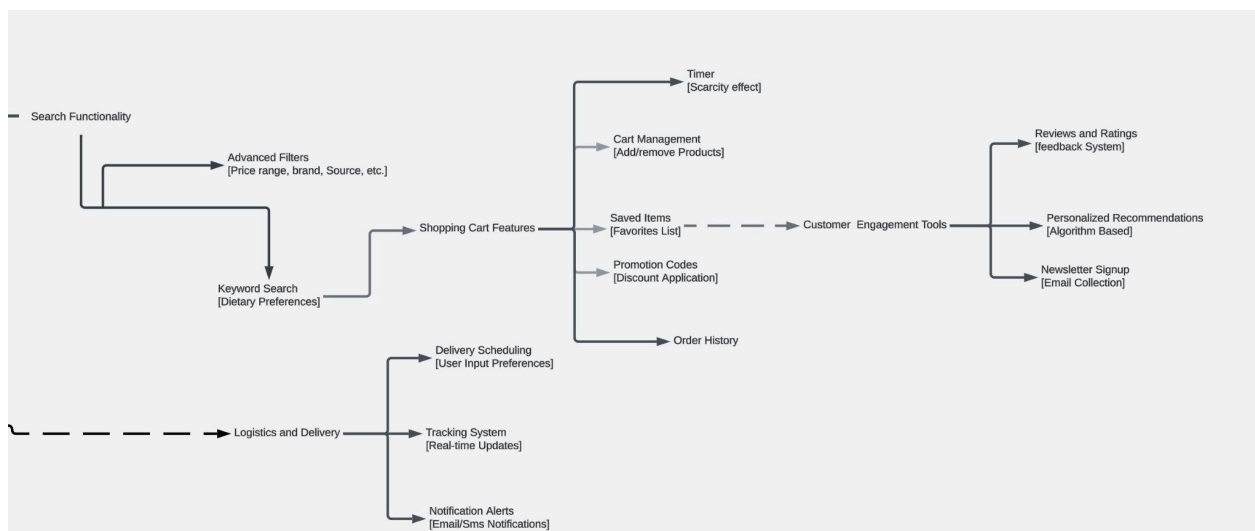 Search Functionality
Advanced Filters
[Price range, brand, Source, etc.]
Keyword Search
[Dietary Preferences]
Shopping Cart Features
Timer
[Scarcity effect]
Cart Management
[Add/remove Products]
Saved Items
[Favorites List]
Promotion Codes
[Discount Application]
Order History
Customer Engagement Tools
Reviews and Ratings
[feedback System]
Personalized Recommendations
[Algorithm Based]
Newsletter Signup
[Email Collection]
Logistics and Delivery
Delivery Scheduling
[User Input Preferences]
Tracking System
[Real-time Updates]
Notification Alerts
[Email/Sms Notifications]